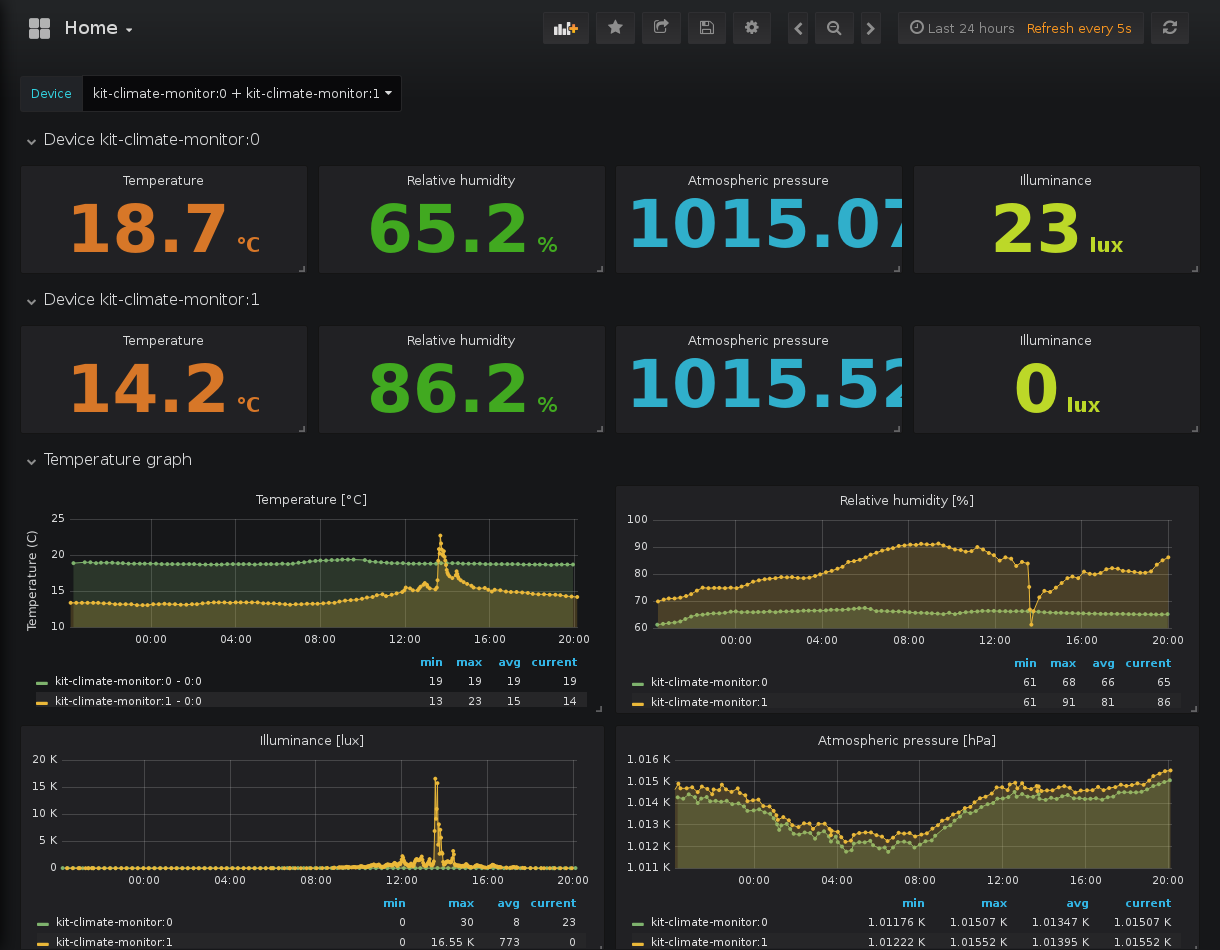 Home
Last 24 hours Refresh every 5s
Device kit-climate-monitor:0 + kit-climate-monitor:1
Device kit-climate-monitor:0
Temperature Relative humidity Atmospheric pressure Illuminance
18.7 °C 65.2 % 1015.07 23 lux
Device kit-climate-monitor:1
Temperature Relative humidity Atmospheric pressure Illuminance
14.2 °C 86.2 % 1015.52 0 lux
Temperature graph
Temperature [°C]
Temperature (C)
25
20
15
10
00:00 04:00 08:00 12:00 16:00 20:00
min max avg current
kit-climate-monitor:0 - 0:0 19 19 19 19
kit-climate-monitor:1 - 0:0 13 23 15 14
Relative humidity [%]
100
90
80
70
60
00:00 04:00 08:00 12:00 16:00 20:00
min max avg current
kit-climate-monitor:0 61 68 66 65
kit-climate-monitor:1 61 91 81 86
Illuminance [lux]
20 K
15 K
10 K
5 K
0
00:00 04:00 08:00 12:00 16:00 20:00
min max avg current
kit-climate-monitor:0 0 30 8 23
kit-climate-monitor:1 0 16.55 K 773 0
Atmospheric pressure [hPa]
1.016 K
1.015 K
1.014 K
1.013 K
1.012 K
1.011 K
00:00 04:00 08:00 12:00 16:00 20:00
min max avg current
kit-climate-monitor:0 1.01176 K 1.01507 K 1.01347 K 1.01507 K
kit-climate-monitor:1 1.01222 K 1.01552 K 1.01395 K 1.01552 K